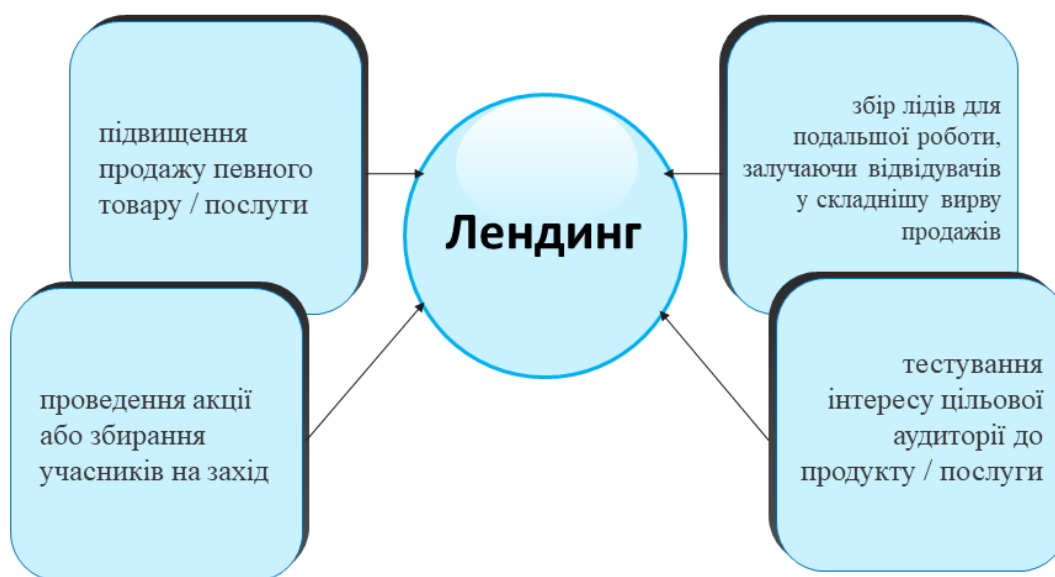 підвищення
продажу певного
товару / послуги
проведення акції
або збирання
учасників на захід
Лендинг
збір лідів для
подальшої роботи,
залучаючи відвідувачів
у складнішу вирву
продажів
тестування
інтересу цільової
аудиторії до
продукту / послуги